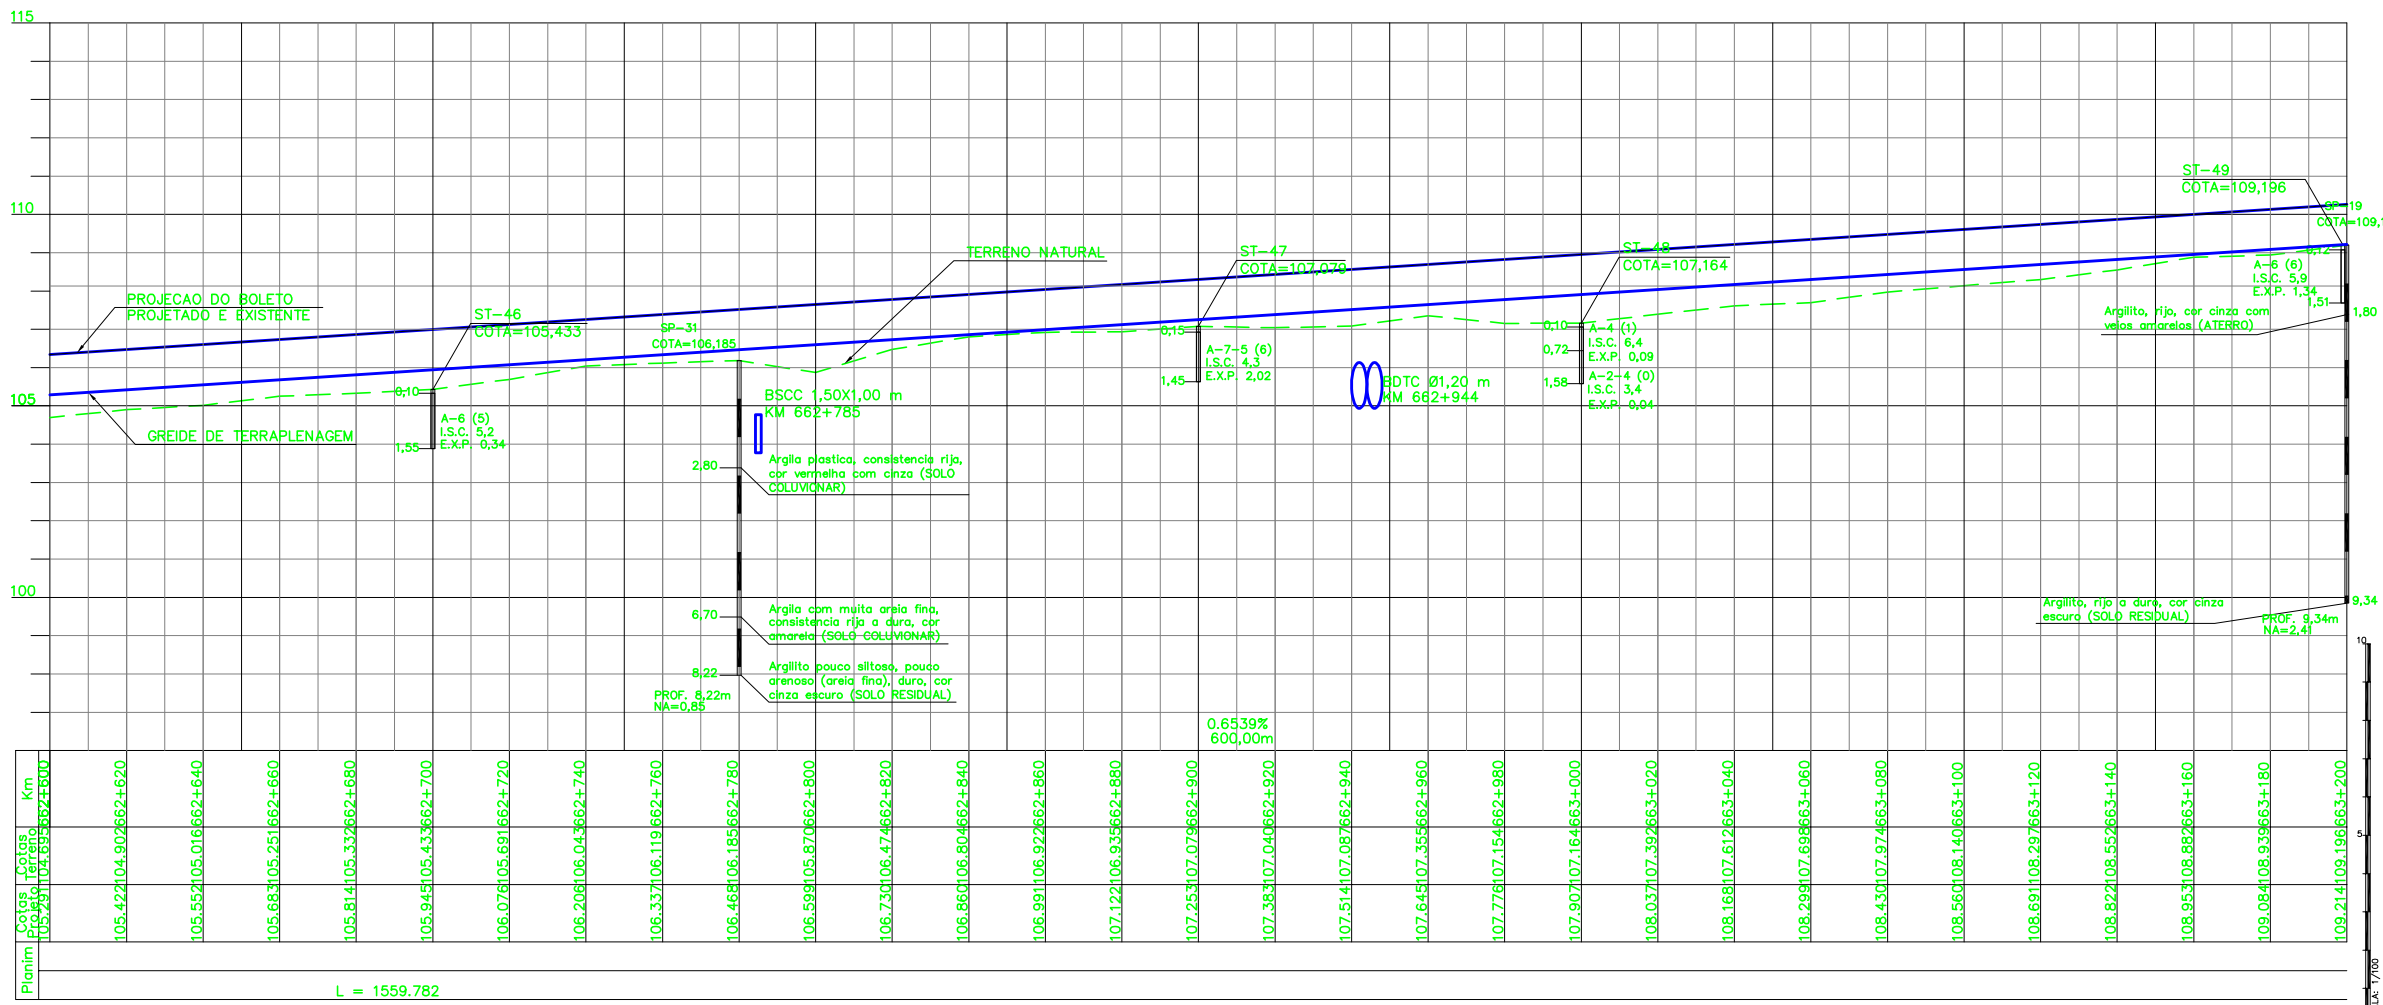 115
110
105
100
PROJECAO DO BOLETO
PROJETADO E EXISTENTE
GREIDE DE TERRAPLENAGEM
ST-46
COTA=105,433
0,10
1,55
A-6 (5)
I.S.C. 5,2
E.X.P. 0,34
SP-31
COTA=106,185
BSCC 1,50X1,00 m
KM 662+785
2,80
Argila plastica, consistencia rija,
cor vermelha com cinza (SOLO
COLUVIONAR)
6,70
Argila com muita areia fina,
consistencia rija a dura, cor
amarela (SOLO COLUVIONAR)
8,22
Argilito pouco siltoso, pouco
arenoso (areia fina), duro, cor
cinza escuro (SOLO RESIDUAL)
PROF. 8,22m
NA=0,85
TERRENO NATURAL
ST-47
COTA=107,079
0,15
1,45
A-7-5 (6)
I.S.C. 4,3
E.X.P. 2,02
BDTC Ø1,20 m
KM 662+944
ST-48
COTA=107,164
0,10
0,72
1,58
A-4 (1)
I.S.C. 6,4
E.X.P. 0,09
A-2-4 (0)
I.S.C. 3,4
E.X.P. 0,04
ST-49
COTA=109,196
SP-19
0,12
A-6 (6)
I.S.C. 5,9
E.X.P. 1,34
1,51
1,80
Argilito, rijo, cor cinza com
veios amarelos (ATERRO)
Argilito, rijo a duro, cor cinza
escuro (SOLO RESIDUAL)
9,34
PROF. 9,34m
NA=2,41
0.6539%
600,00m
10
5
Km
662+600 662+620 662+640 662+660 662+680 662+700 662+720 662+740 662+760 662+780 662+800 662+820 662+840 662+860 662+880 662+900 662+920 662+940 662+960 662+980 663+000 663+020 663+040 663+060 663+080 663+100 663+120 663+140 663+160 663+180 663+200
Cotas
Terreno
104.695 104.902 105.016 105.251 105.332 105.433 105.691 106.043 106.119 106.185 105.870 106.474 106.804 106.922 106.935 107.079 107.040 107.087 107.355 107.154 107.164 107.392 107.612 107.698 107.974 108.140 108.297 108.552 108.882 108.939 109.196
Cotas
Projeto
105.291 105.422 105.552 105.683 105.814 105.945 106.076 106.206 106.337 106.468 106.599 106.730 106.860 106.991 107.122 107.253 107.383 107.514 107.645 107.776 107.907 108.037 108.168 108.299 108.430 108.560 108.691 108.822 108.953 109.084 109.214
Planim
L = 1559.782